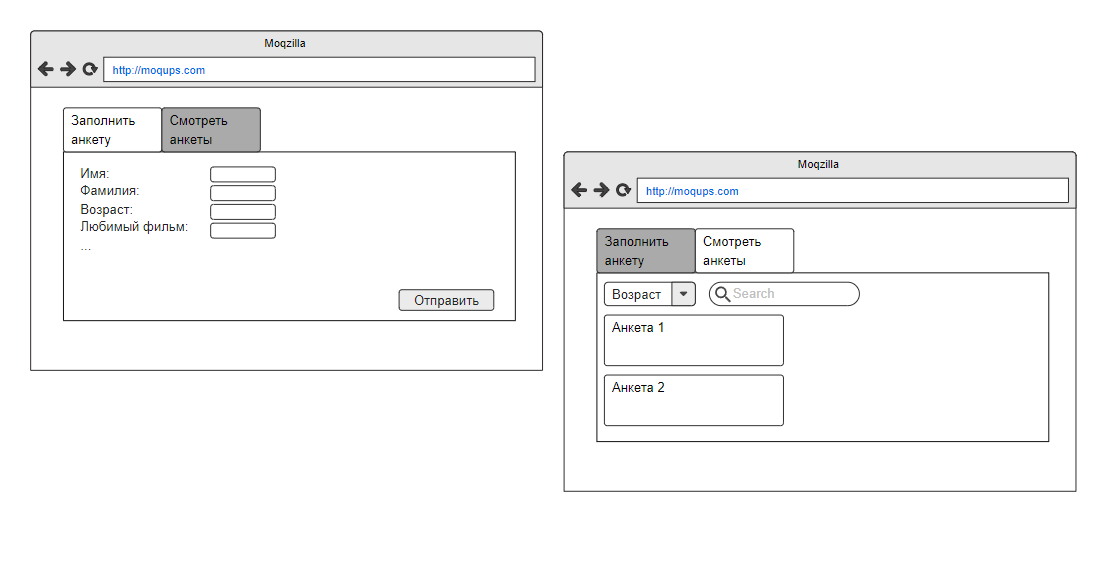 Moqzilla
http://moqups.com
Заполнить
анкету
Смотреть
анкеты
Имя:
Фамилия:
Возраст:
Любимый фильм:
...
Отправить
Moqzilla
http://moqups.com
Заполнить
анкету
Смотреть
анкеты
Возраст
Search
Анкета 1
Анкета 2